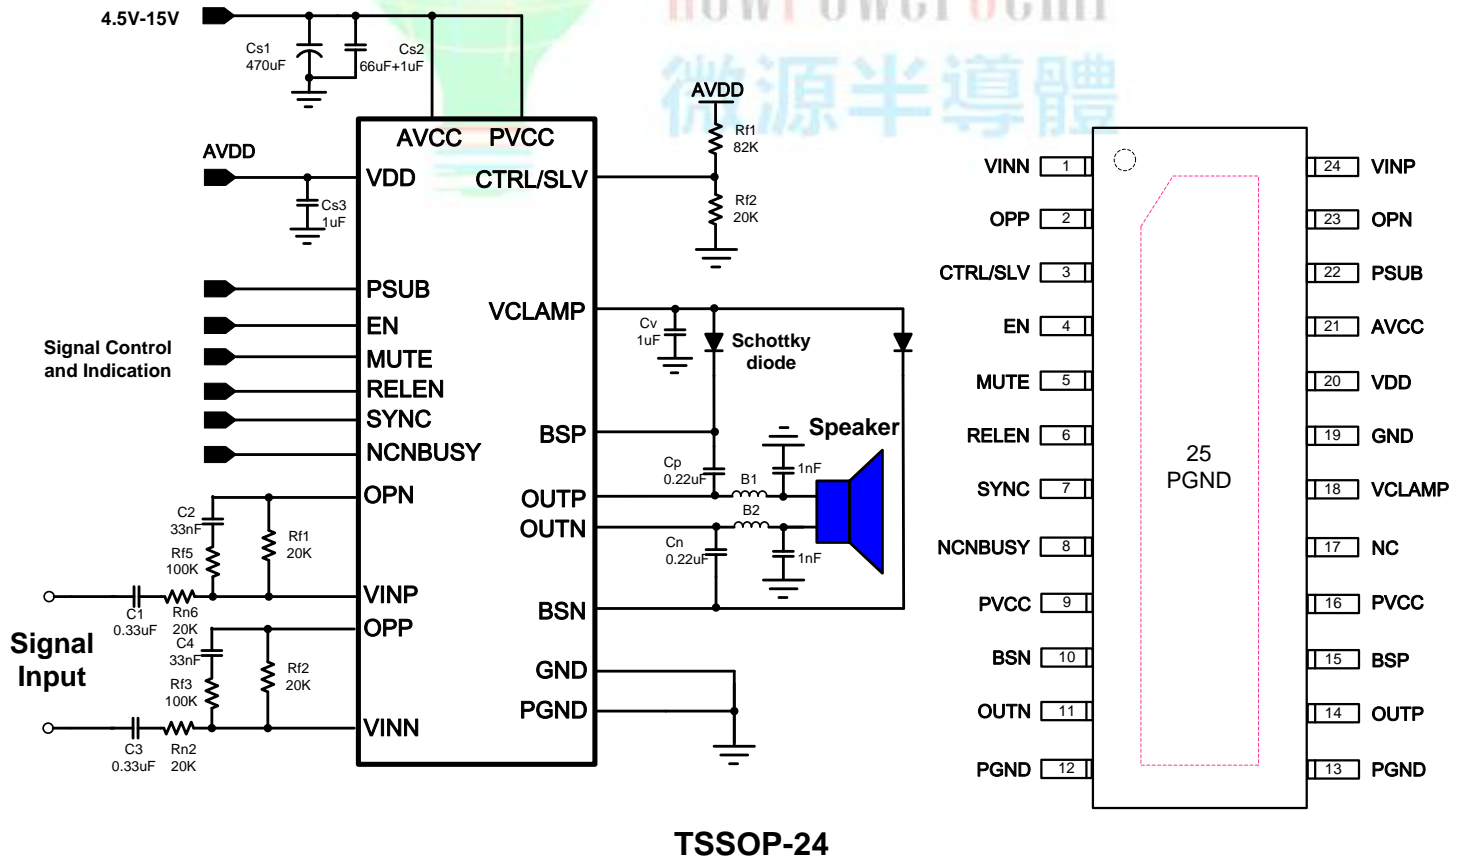 4.5V-15V
Cs1
470uF
Cs2
66uF+1uF
微源半導體
AVDD
Rf1
82K
Rf2
20K
AVDD
Cs3
1uF
AVCC PVCC
VDD
CTRL/SLV
PSUB
EN
MUTE
RELEN
SYNC
NCNBUSY
Signal Control
and Indication
VCLAMP
Cv
1uF
Schottky
diode
BSP
Speaker
Cp
0.22uF
B1
1nF
OUTP
OUTN
B2
Cn
0.22uF
1nF
BSN
OPN
C2
33nF
Rf5
100K
Rf1
20K
VINP
C1
0.33uF
Rn6
20K
OPP
C4
33nF
Rf3
100K
Rf2
20K
Signal
Input
VINN
C3
0.33uF
Rn2
20K
GND
PGND
VINN 1
24 VINP
OPP 2
23 OPN
CTRL/SLV 3
22 PSUB
EN 4
21 AVCC
MUTE 5
20 VDD
RELEN 6
19 GND
25
PGND
SYNC 7
18 VCLAMP
NCNBUSY 8
17 NC
PVCC 9
16 PVCC
BSN 10
15 BSP
OUTN 11
14 OUTP
PGND 12
13 PGND
TSSOP-24